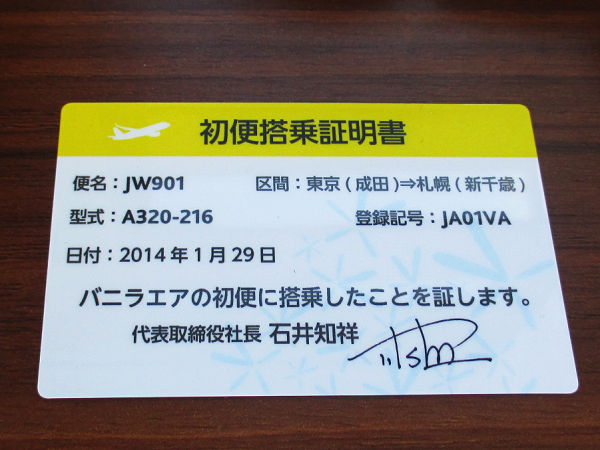 初便搭乗証明書
便名：JW901 区間：東京(成田)⇒札幌(新千歳)
型式：A320-216 登録記号：JA01VA
日付：2014年1月29日
バニラエアの初便に搭乗したことを証します。
代表取締役社長 石井知祥